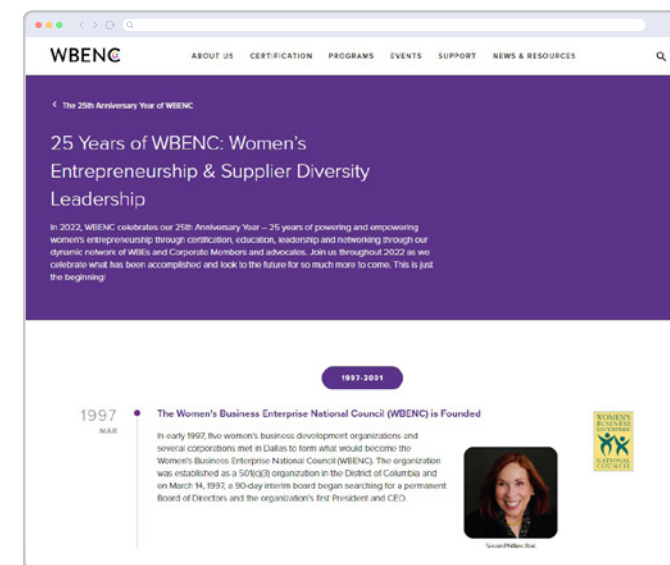 WBENC
ABOUT US CERTIFICATION PROGRAMS EVENTS SUPPORT NEWS & RESOURCES
The 25th Anniversary Year of WBENC
25 Years of WBENC: Women's
Entrepreneurship & Supplier Diversity
Leadership
In 2022, WBENC celebrates our 25th Anniversary Year – 25 years of powering and empowering
women's entrepreneurship through certification, education, leadership and networking through our
dynamic network of WBEs and Corporate Members and advocates. Join us throughout 2022 as we
celebrate what has been accomplished and look to the future for so much more to come. This is just
the beginning!
1997-2001
1997
MAR
The Women's Business Enterprise National Council (WBENC) is Founded
In early 1997, five women's business development organizations and
several corporations met in Dallas to form what would become the
Women's Business Enterprise National Council (WBENC). The organization
was established as a 501(c)(3) organization in the District of Columbia and
on March 14, 1997, a 90-day interim board began searching for a permanent
Board of Directors and the organization's first President and CEO.
WOMEN'S
BUSINESS
ENTERPRISE
NATIONAL
COUNCIL
Susan Phillips Bari